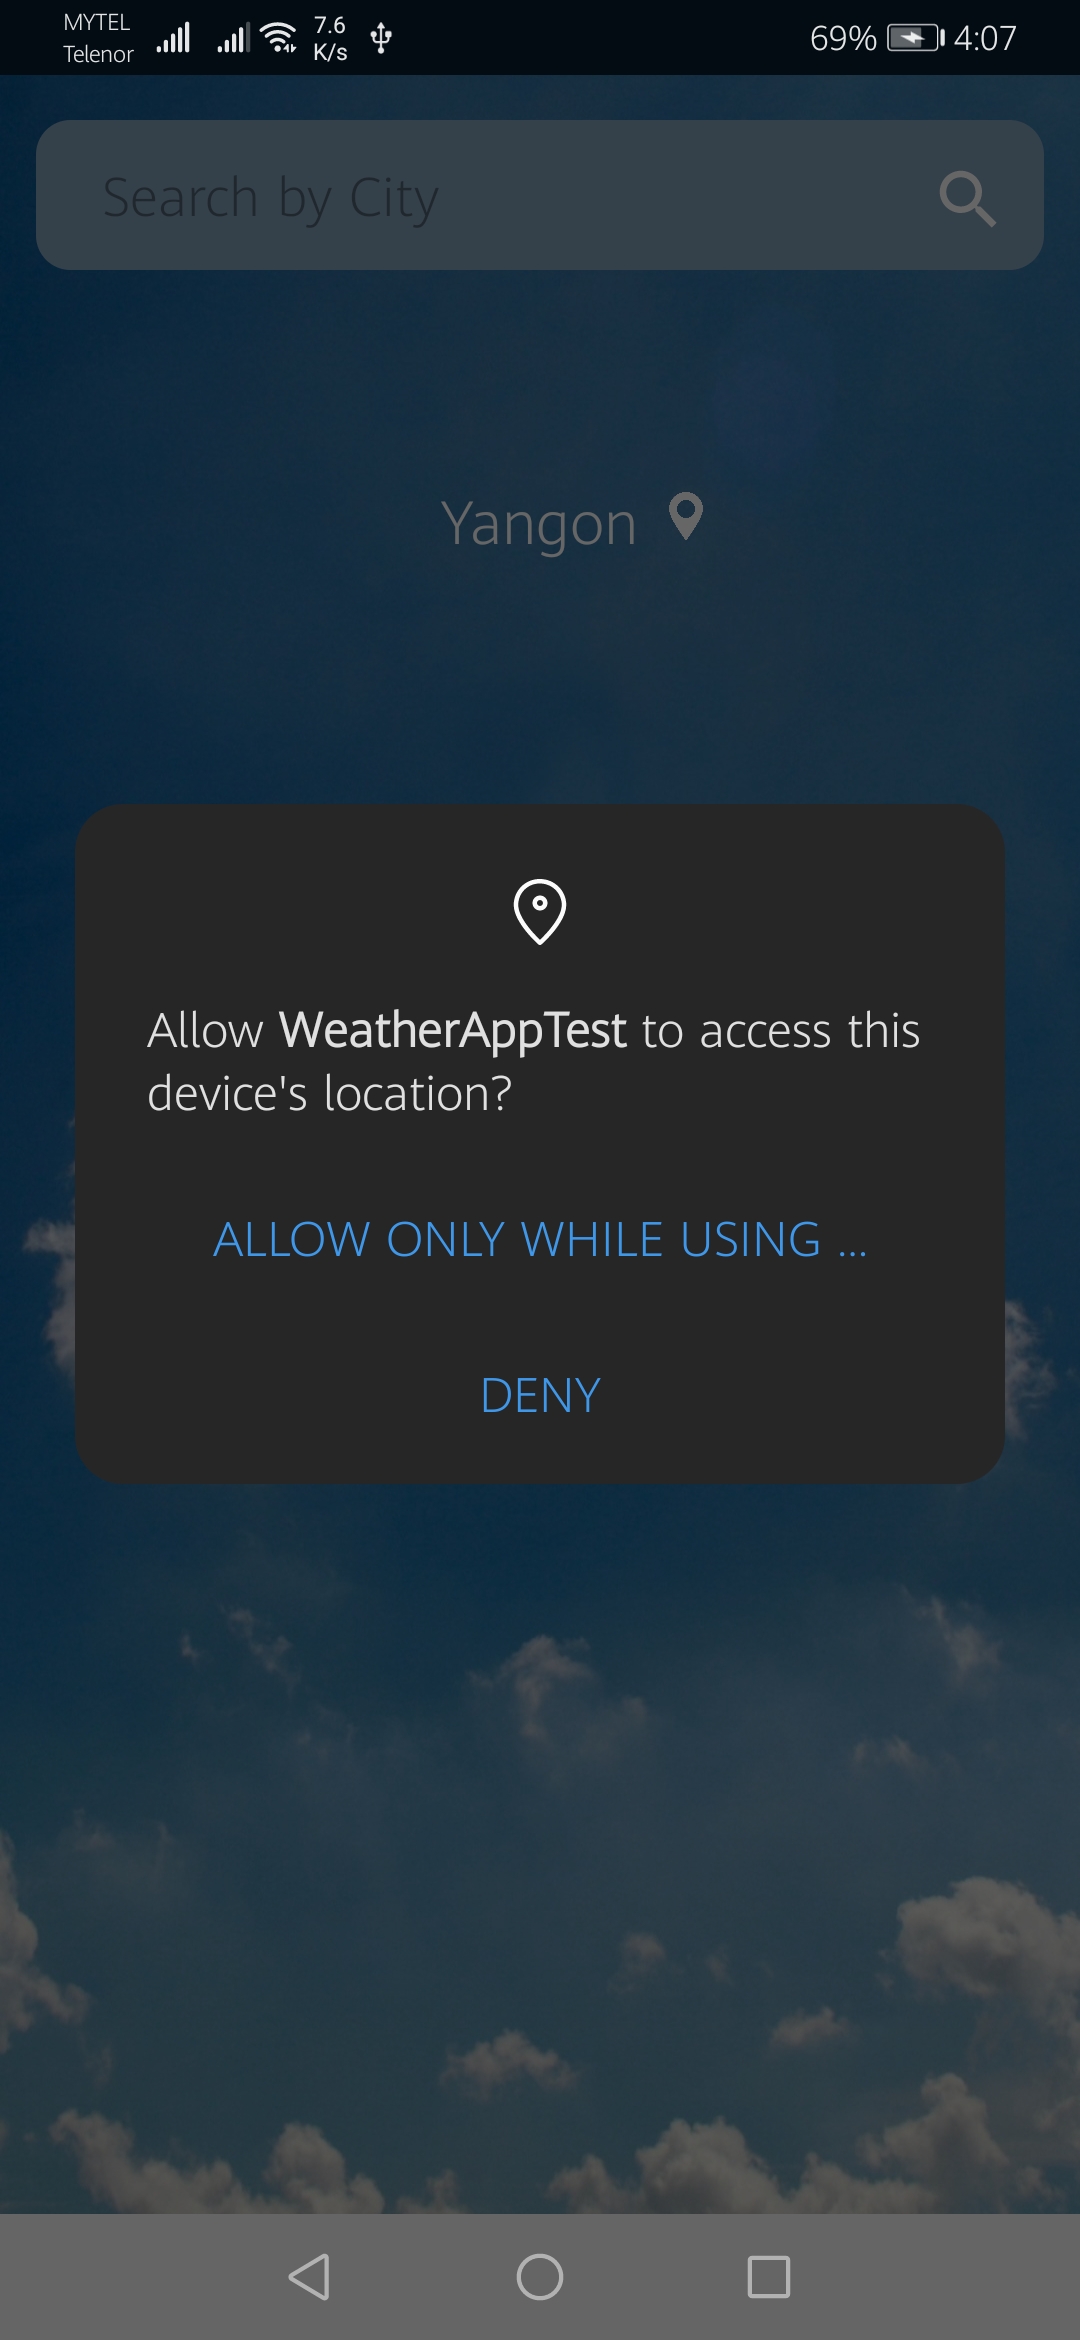 MYTEL
Telenor
7.6
K/s
69%
4:07
Search by City
Yangon
Allow WeatherAppTest to access this
device's location?
ALLOW ONLY WHILE USING ...
DENY